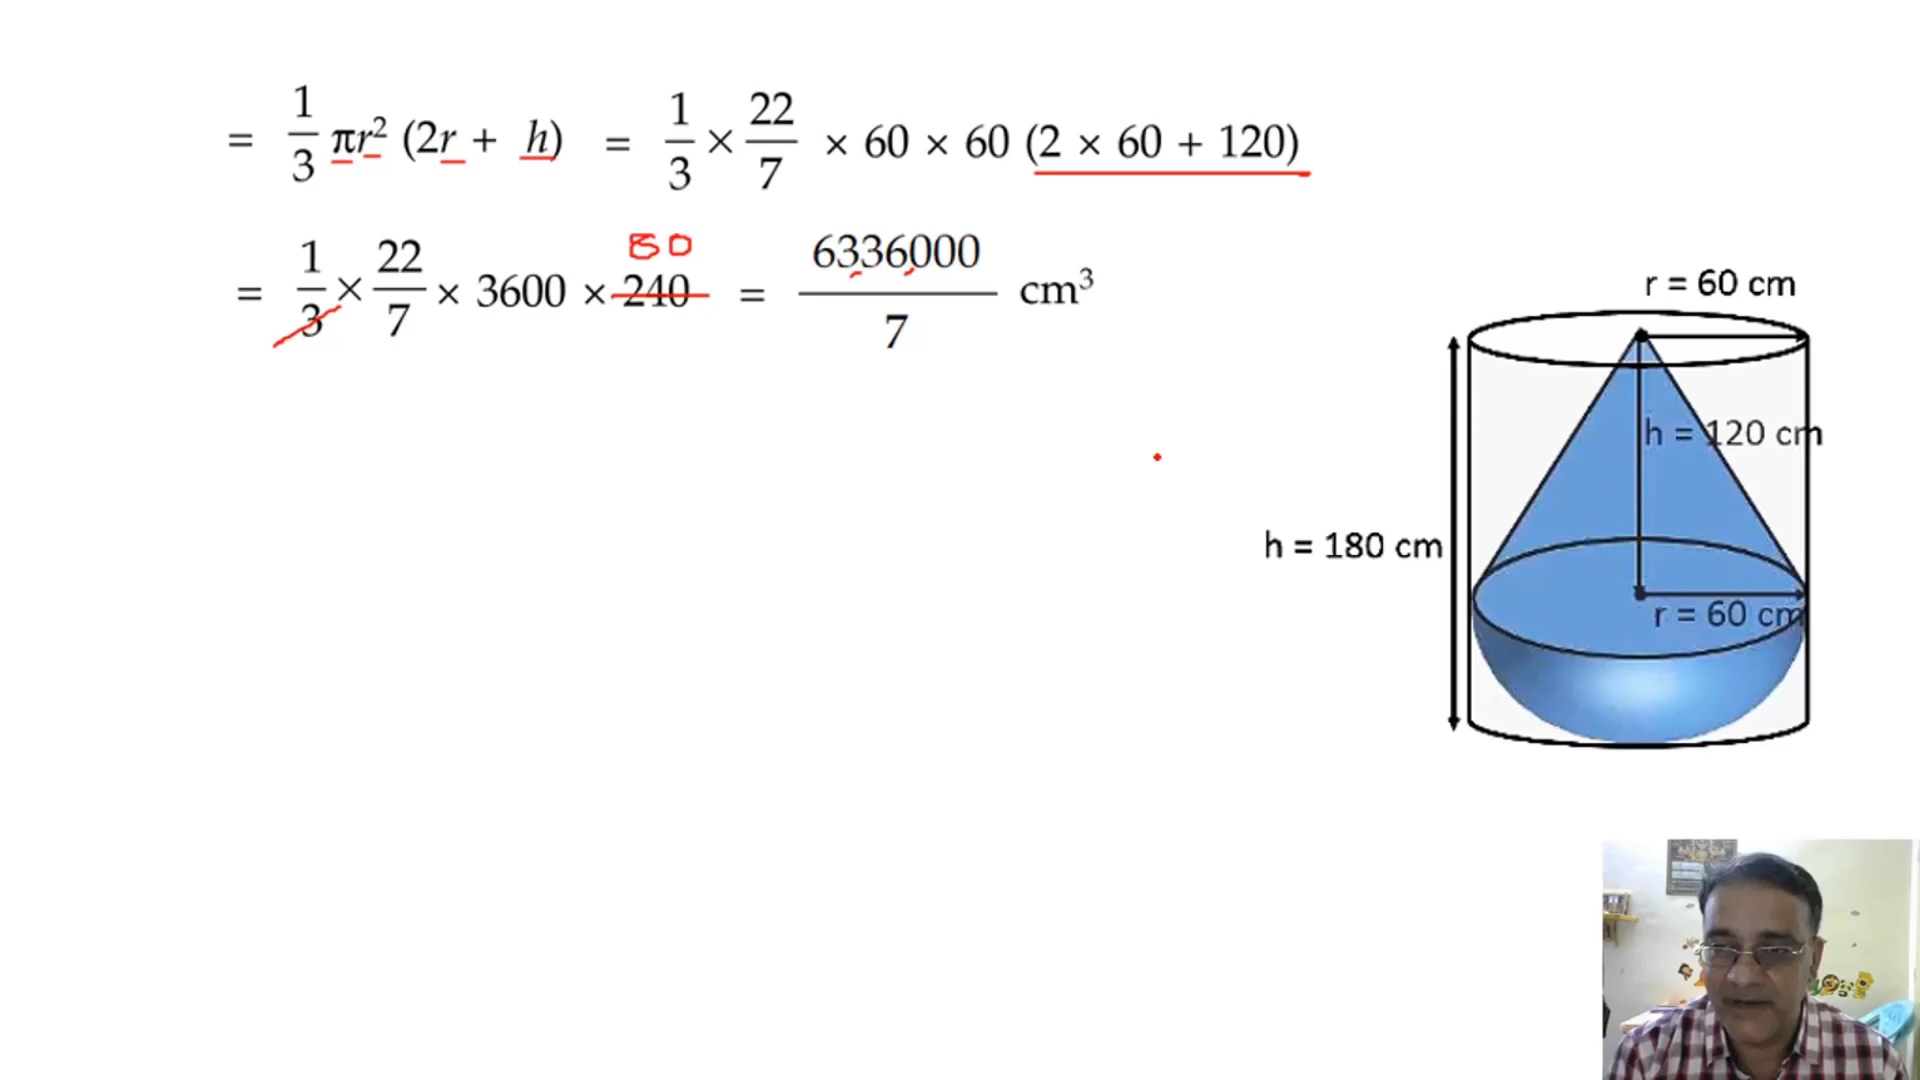 = 1/3 πr² (2r + h) = 1/3 × 22/7 × 60 × 60 (2 × 60 + 120)
80
= 1/3 × 22/7 × 3600 × 240 = 6336000/7 cm³
r = 60 cm
h = 120 cm
h = 180 cm
r = 60 cm